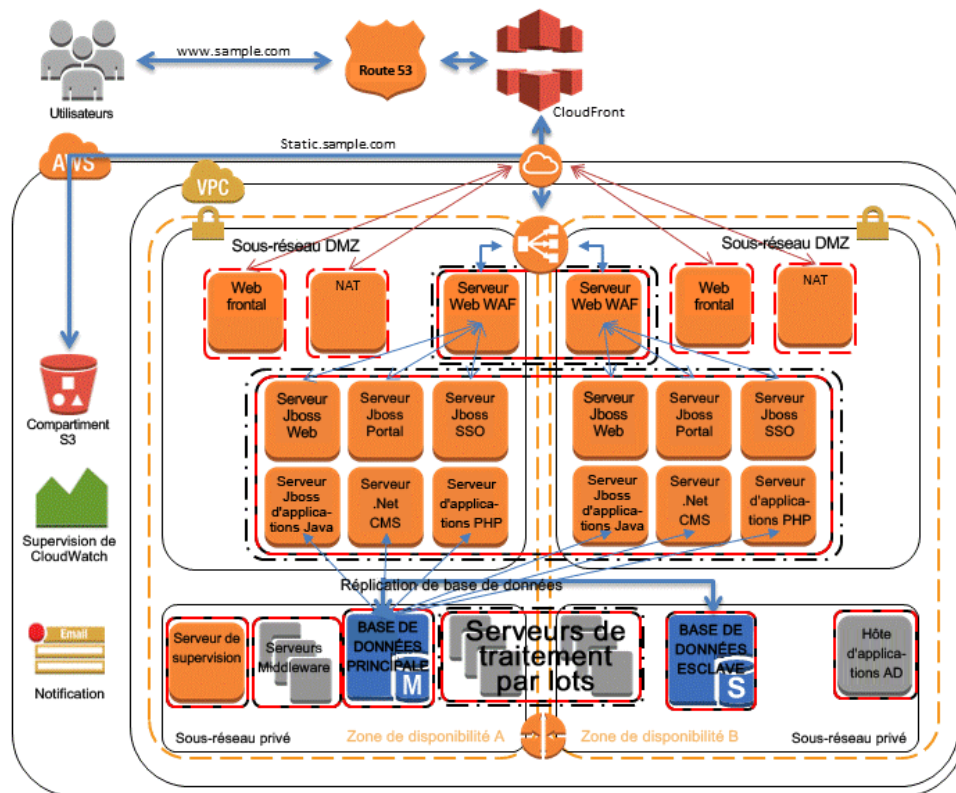 www.sample.com
Route 53
Utilisateurs
CloudFront
Static.sample.com
AWS
VPC
Sous-réseau DMZ
Sous-réseau DMZ
Web
frontal
NAT
Serveur
Web WAF
Serveur
Web WAF
Web
frontal
NAT
Serveur
Jboss
Web
Serveur
Jboss
Portal
Serveur
Jboss
SSO
Serveur
Jboss
Web
Serveur
Jboss
Portal
Serveur
Jboss
SSO
Compartiment
S3
Serveur
Jboss
d'applica-
tions Java
Serveur
.Net
CMS
Serveur
d'applica-
tions PHP
Serveur
Jboss
d'applica-
tions Java
Serveur
.Net
CMS
Serveur
d'applica-
tions PHP
Supervision de
CloudWatch
Réplication de base de données
Email
Notification
Serveur de
supervision
Serveurs
Middleware
BASE DE
DONNÉES
PRINCIPALE
M
Serveurs de
traitement
par lots
BASE DE
DONNÉES
ESCLAVE
S
Hôte
d'applica-
tions AD
Sous-réseau privé
Zone de disponibilité A
Zone de disponibilité B
Sous-réseau privé